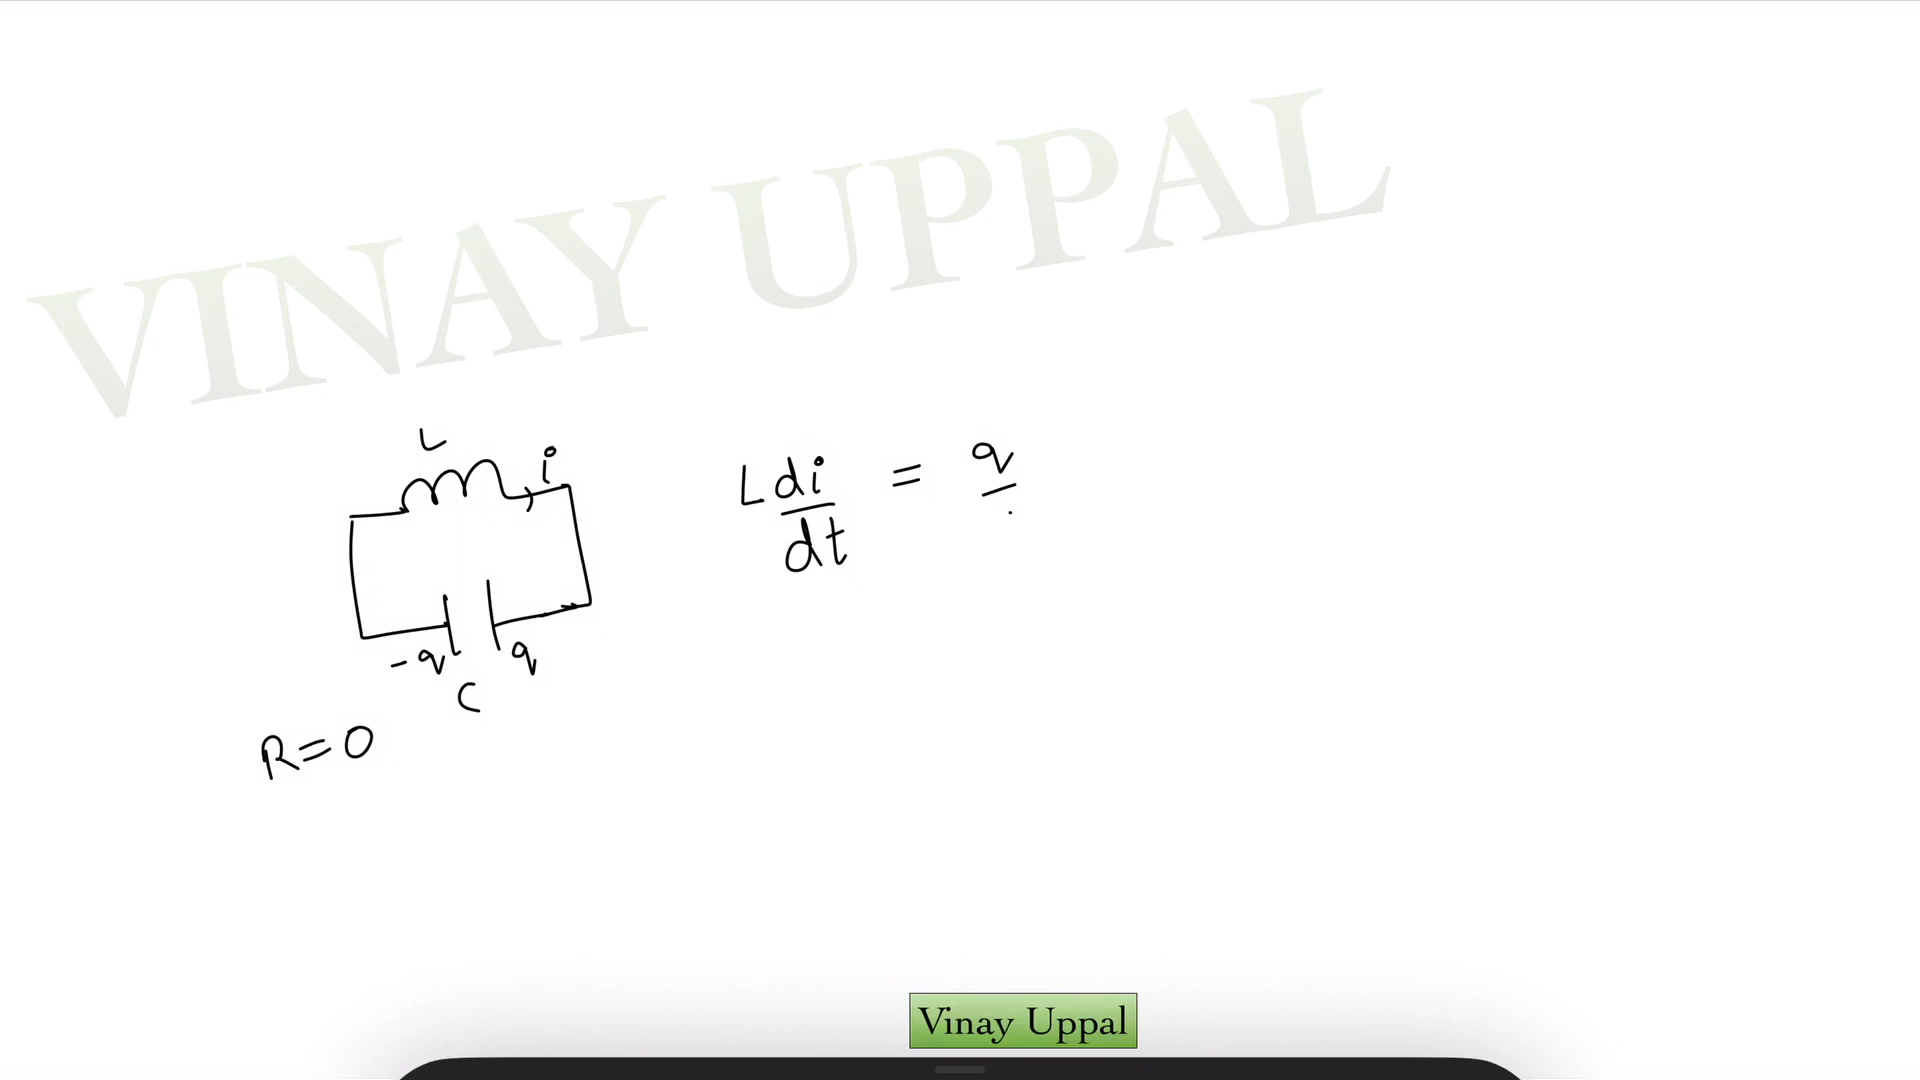 VINAY UPPAL
L
i
L di/dt = q
-q
q
C
R=0
Vinay Uppal